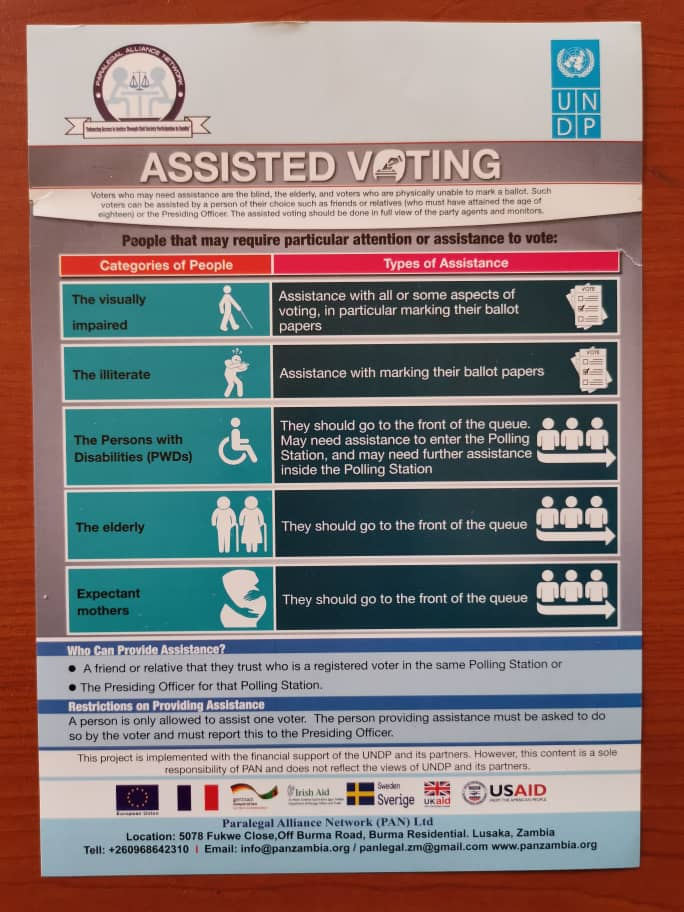 PARALEGAL ALLIANCE NETWORK
"Enhancing Access to Justice Through Civil Society Participation in Zambia"
UN
DP
ASSISTED VOTING
Voters who may need assistance are the blind, the elderly, and voters who are physically unable to mark a ballot. Such
voters can be assisted by a person of their choice such as friends or relatives (who must have attained the age of
eighteen) or the Presiding Officer. The assisted voting should be done in full view of the party agents and monitors.
People that may require particular attention or assistance to vote:
Categories of People
Types of Assistance
The visually
impaired
Assistance with all or some aspects of
voting, in particular marking their ballot
papers
VOTE
The illiterate
Assistance with marking their ballot papers
VOTE
The Persons with
Disabilities (PWDs)
They should go to the front of the queue.
May need assistance to enter the Polling
Station, and may need further assistance
inside the Polling Station
The elderly
They should go to the front of the queue
Expectant
mothers
They should go to the front of the queue
Who Can Provide Assistance?
● A friend or relative that they trust who is a registered voter in the same Polling Station or
● The Presiding Officer for that Polling Station.
Restrictions on Providing Assistance
A person is only allowed to assist one voter.  The person providing assistance must be asked to do
so by the voter and must report this to the Presiding Officer.
This project is implemented with the financial support of the UNDP and its partners. However, this content is a sole
responsibility of PAN and does not reflect the views of UNDP and its partners.
European Union
german
cooperation
Irish Aid
Sweden
Sverige
UKaid
USAID
FROM THE AMERICAN PEOPLE
Paralegal Alliance Network (PAN) Ltd
Location: 5078 Fukwe Close,Off Burma Road, Burma Residential. Lusaka, Zambia
Tell: +260968642310 I Email: info@panzambia.org / panlegal.zm@gmail.com www.panzambia.org